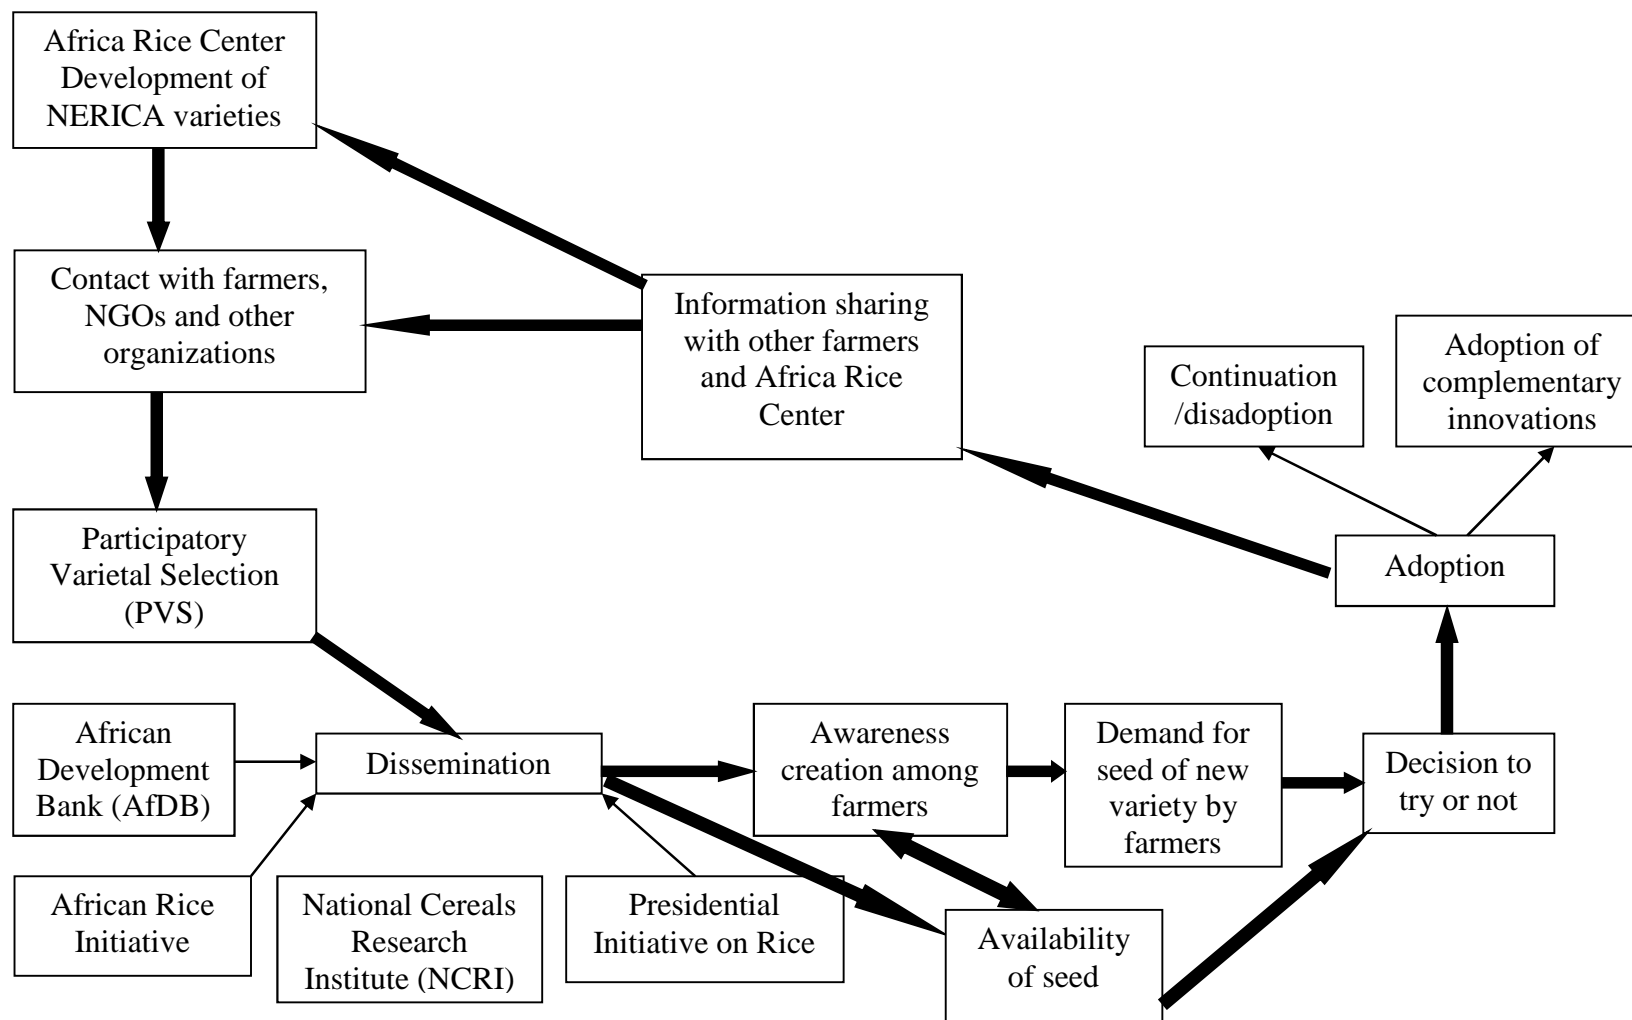 Africa Rice Center
Development of
NERICA varieties
Contact with farmers,
NGOs and other
organizations
Information sharing
with other farmers
and Africa Rice
Center
Continuation
/disadoption
Adoption of
complementary
innovations
Participatory
Varietal Selection
(PVS)
Adoption
African
Development
Bank (AfDB)
Dissemination
Awareness
creation among
farmers
Demand for
seed of new
variety by
farmers
Decision to
try or not
African Rice
Initiative
National Cereals
Research
Institute (NCRI)
Presidential
Initiative on Rice
Availability
of seed